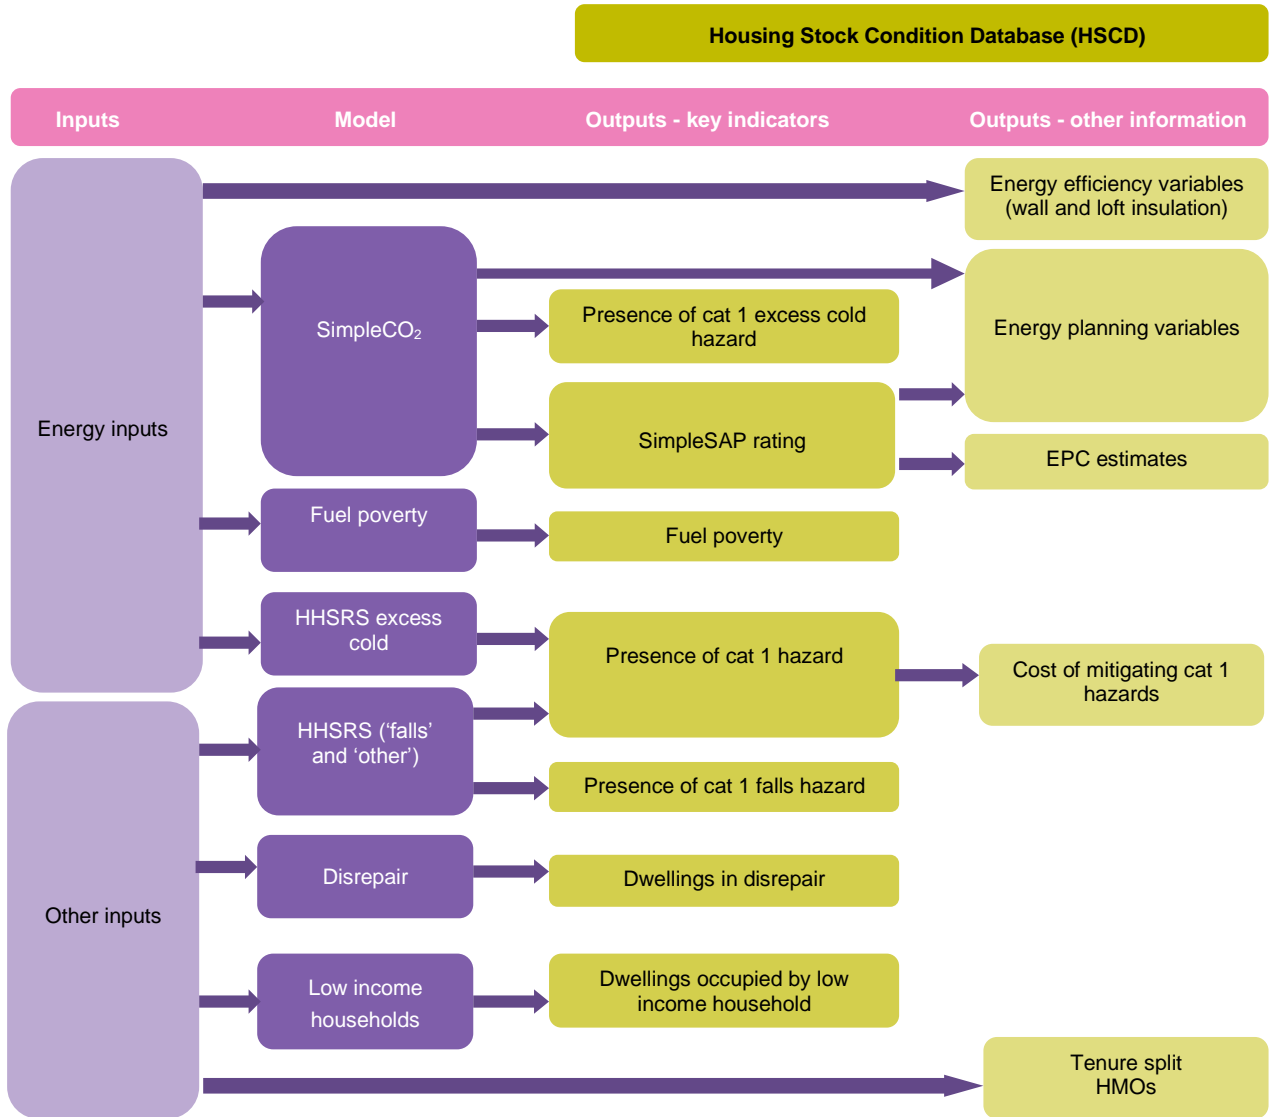 Housing Stock Condition Database (HSCD)
Inputs
Model
Outputs - key indicators
Outputs - other information
Energy efficiency variables
(wall and loft insulation)
SimpleCO₂
Presence of cat 1 excess cold
hazard
Energy planning variables
Energy inputs
SimpleSAP rating
EPC estimates
Fuel poverty
Fuel poverty
HHSRS excess
cold
Presence of cat 1 hazard
Cost of mitigating cat 1
hazards
HHSRS (‘falls’
and ‘other’)
Presence of cat 1 falls hazard
Disrepair
Dwellings in disrepair
Other inputs
Low income
households
Dwellings occupied by low
income household
Tenure split
HMOs